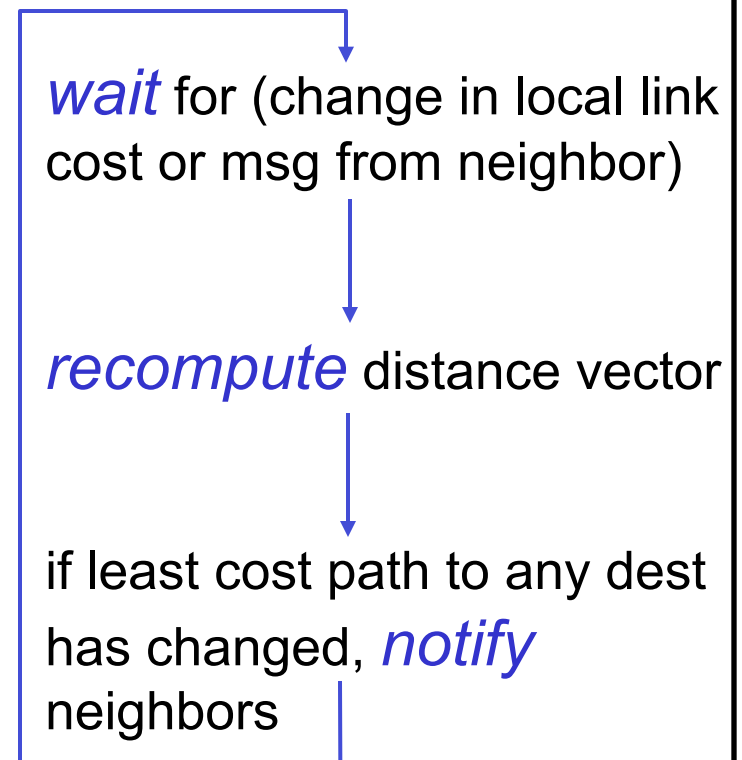 wait for (change in local link
cost or msg from neighbor)
recompute distance vector
if least cost path to any dest
has changed, notify
neighbors